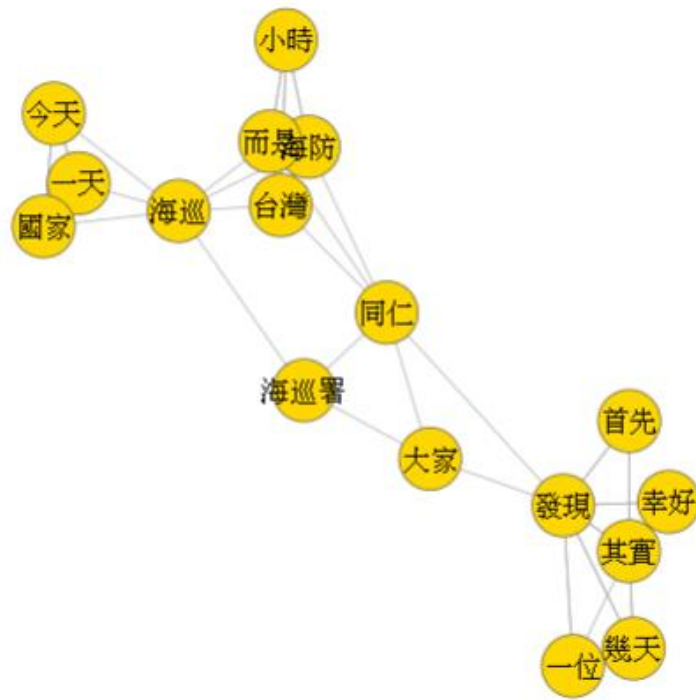 小時
今天
而是
海防
一天
海巡
台灣
國家
同仁
海巡署
首先
大家
幸好
發現
其實
幾天
一位